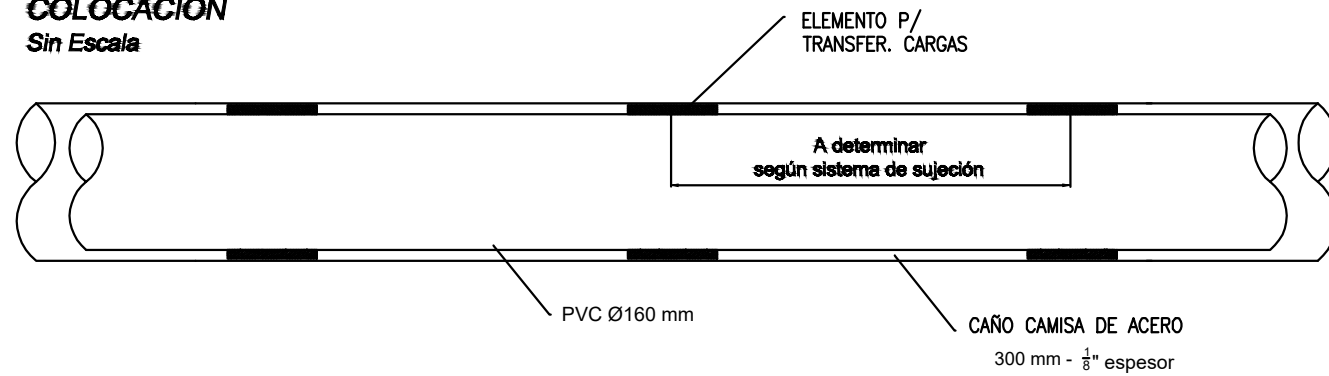 COLOCACIÓN
Sin Escala
ELEMENTO P/
TRANSFER. CARGAS
A determinar
según sistema de sujeción
PVC Ø160 mm
CAÑO CAMISA DE ACERO
300 mm - 1/8" espesor